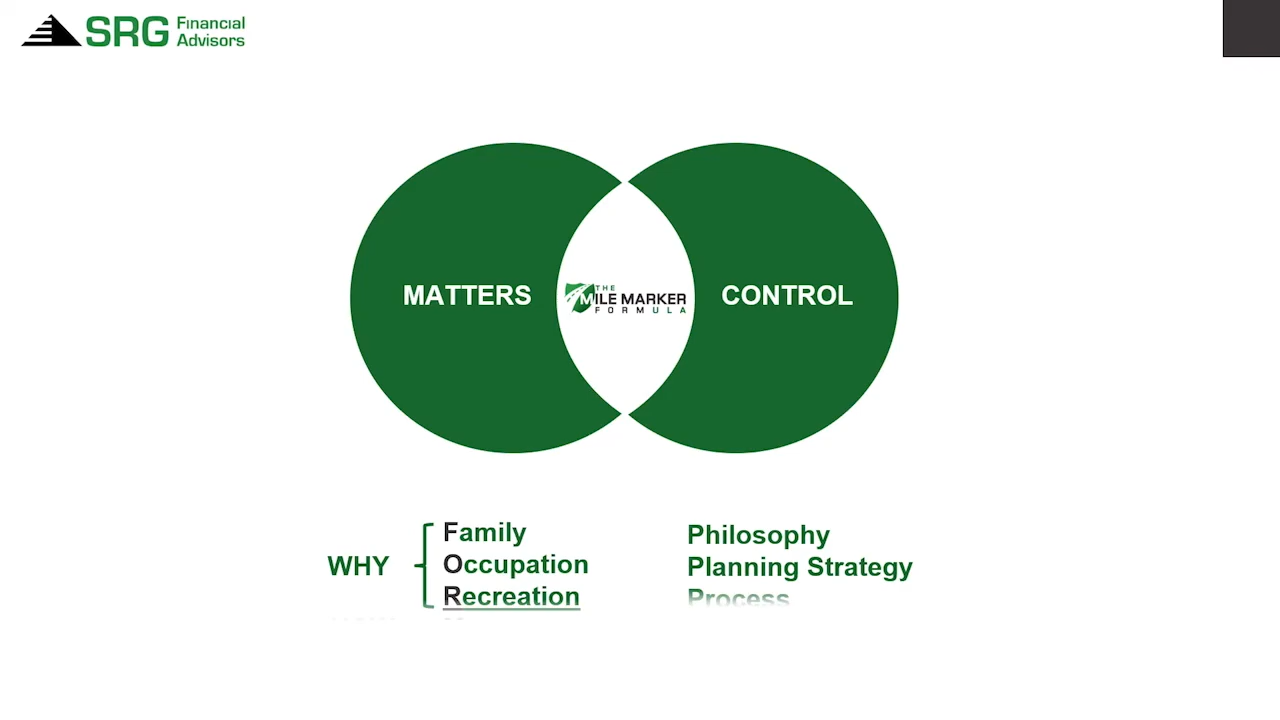 SRG Financial
Advisors
MATTERS
THE
MILE MARKER
FORMULA
CONTROL
WHY
Family
Occupation
Recreation
Philosophy
Planning Strategy
Process